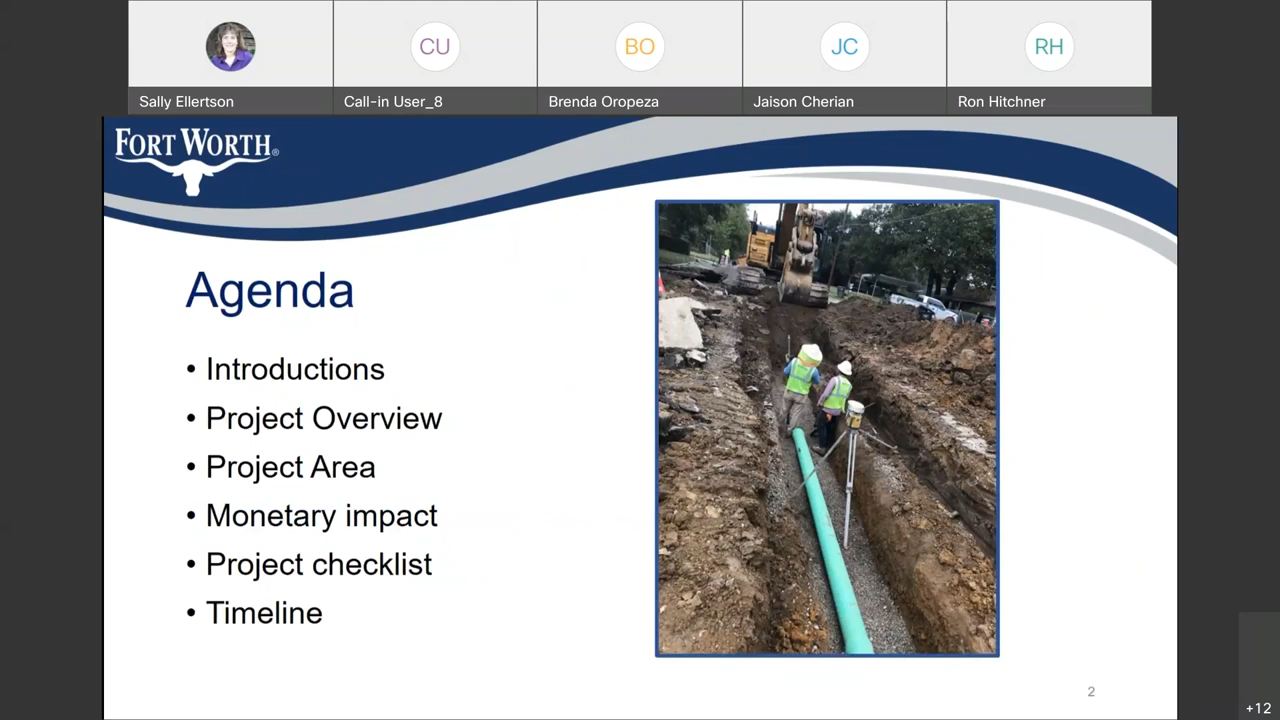 CU
BO
JC
RH
Sally Ellertson
Call-in User_8
Brenda Oropeza
Jaison Cherian
Ron Hitchner
FORT WORTH®
Agenda
• Introductions
• Project Overview
• Project Area
• Monetary impact
• Project checklist
• Timeline
2
+12